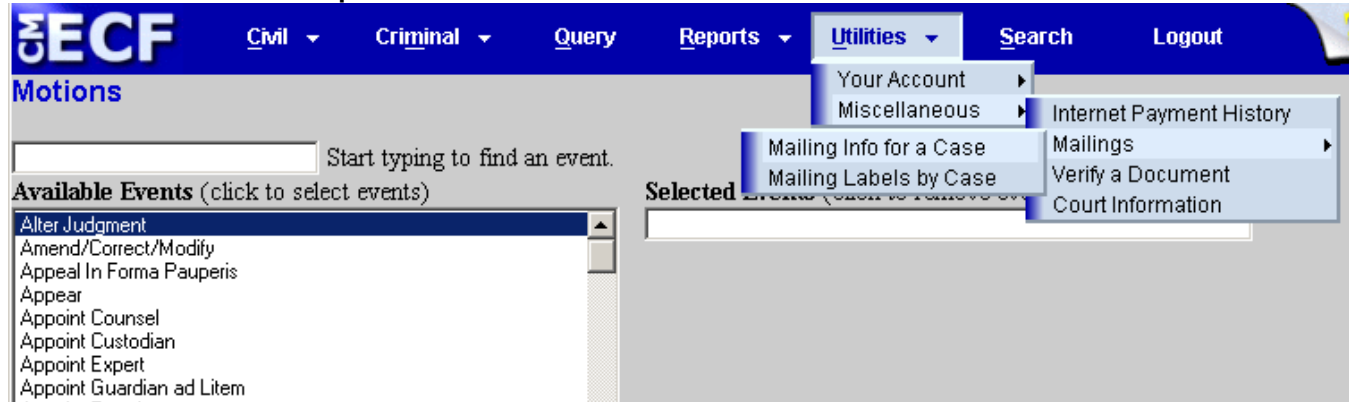 CM ECF Civil Criminal Query Reports Utilities Search Logout
Motions
Your Account
Miscellaneous
Internet Payment History
Mailings
Verify a Document
Court Information
Mailing Info for a Case
Mailing Labels by Case
Start typing to find an event.
Available Events (click to select events)
Selected Events (click to remove
Alter Judgment
Amend/Correct/Modify
Appeal In Forma Pauperis
Appear
Appoint Counsel
Appoint Custodian
Appoint Expert
Appoint Guardian ad Litem